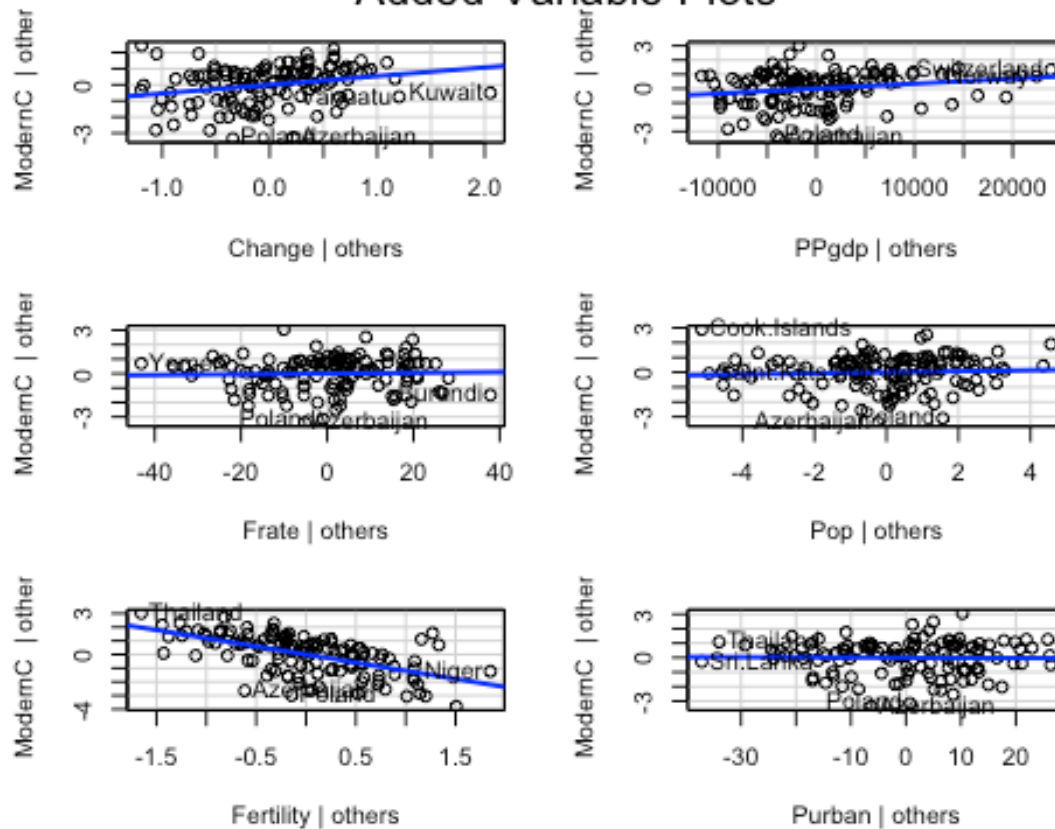 Added-Variable Plots
ModernC | other
0
-3
Kuwait
Poland
Azerbaijan
-1.0 0.0 1.0 2.0
Change | others
ModernC | other
3
0
-3
Switzerland
Poland
-10000 0 10000 20000
PPgdp | others
ModernC | other
3
0
-3
Burundi
Poland
Azerbaijan
-40 -20 0 20 40
Frate | others
ModernC | other
3
0
-3
Cook.Islands
Azerbaijan
Poland
-4 -2 0 2 4
Pop | others
ModernC | other
3
0
-4
Thailand
Niger
Azerbaijan
Poland
-1.5 -0.5 0.5 1.5
Fertility | others
ModernC | other
3
0
-3
Thailand
Sri.Lanka
Poland
Azerbaijan
-30 -10 0 10 20
Purban | others